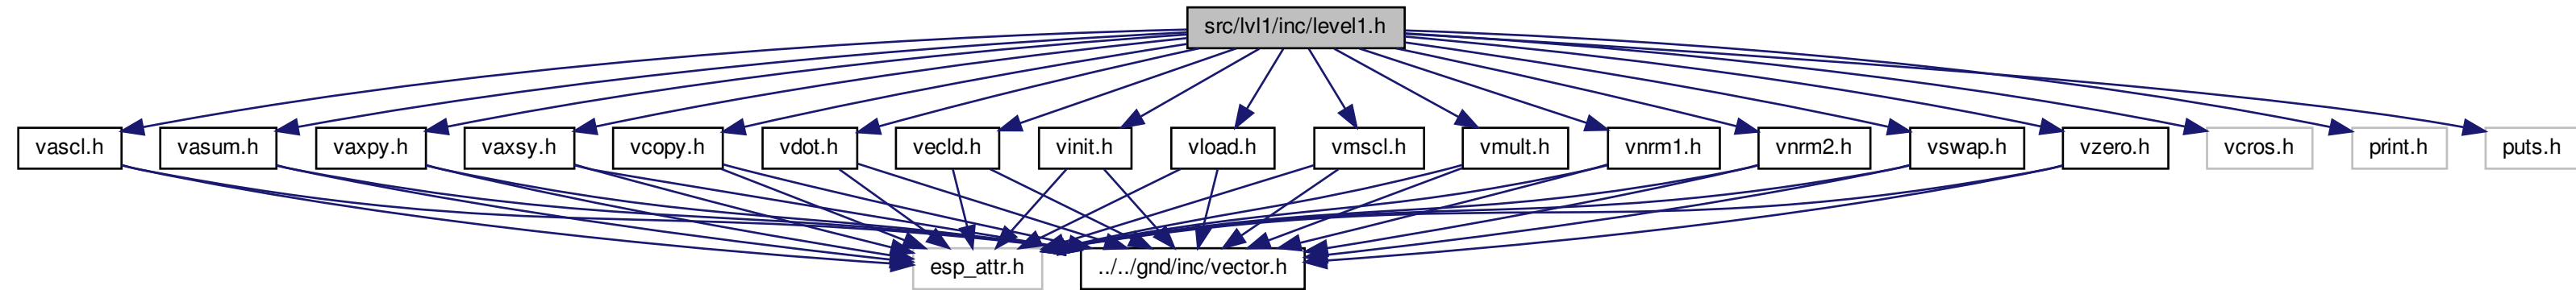 src/lvl1/inc/level1.h
vascl.h
vasum.h
vaxpy.h
vaxsy.h
vcopy.h
vdot.h
vecld.h
vinit.h
vload.h
vmscl.h
vmult.h
vnrm1.h
vnrm2.h
vswap.h
vzero.h
vcros.h
print.h
puts.h
esp_attr.h
../../gnd/inc/vector.h